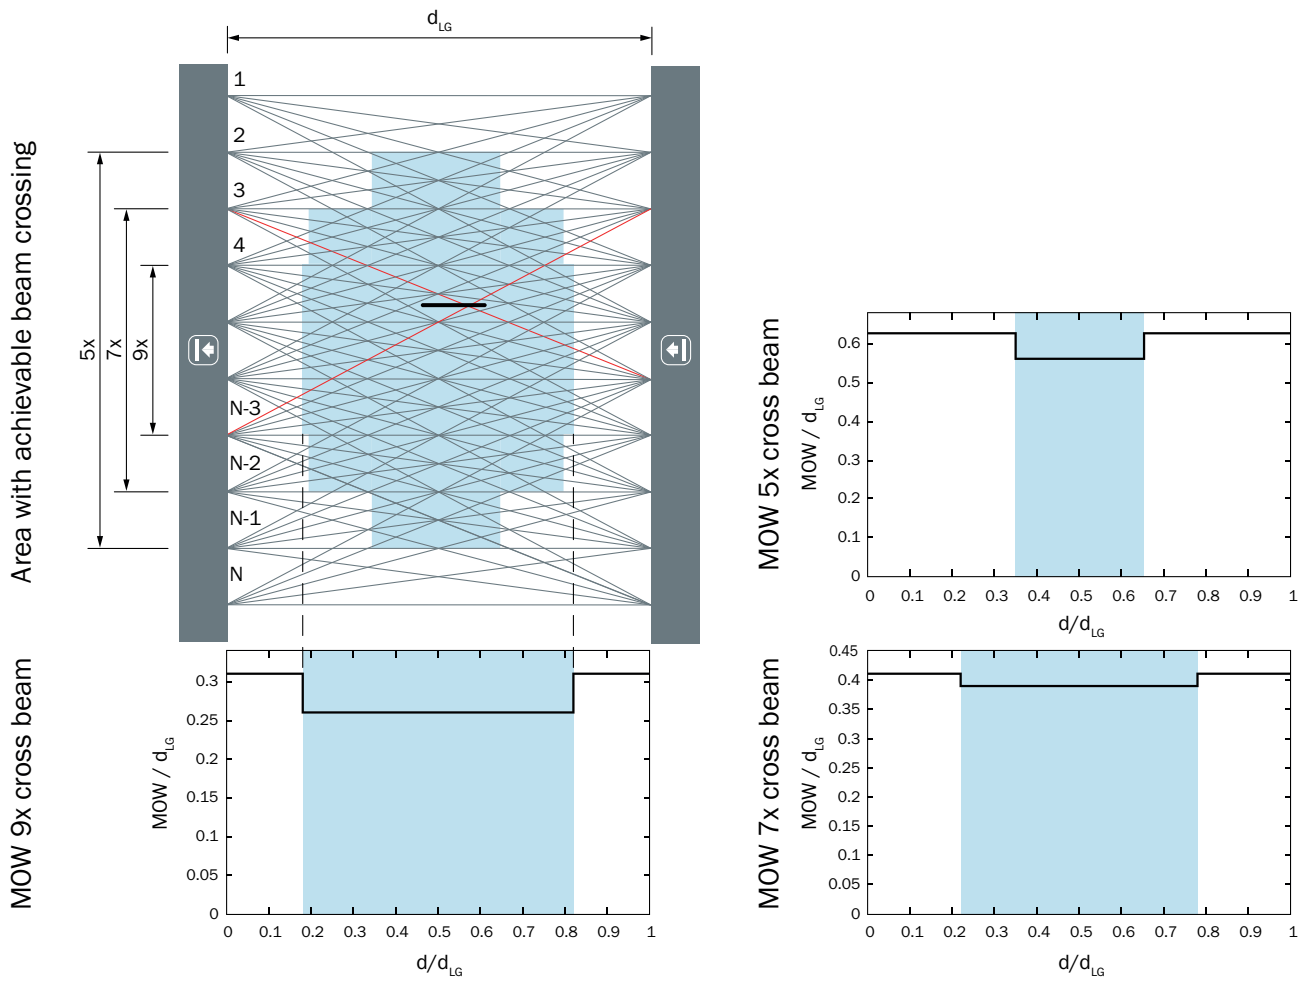 d_LG
1
2
3
4
N-3
N-2
N-1
N
Area with achievable beam crossing
5x
7x
9x
MOW 5x cross beam
MOW / d_LG
0.6
0.5
0.4
0.3
0.2
0.1
0
0 0.1 0.2 0.3 0.4 0.5 0.6 0.7 0.8 0.9 1
d/d_LG
MOW 9x cross beam
MOW / d_LG
0.3
0.25
0.2
0.15
0.1
0.05
0
0 0.1 0.2 0.3 0.4 0.5 0.6 0.7 0.8 0.9 1
d/d_LG
MOW 7x cross beam
MOW / d_LG
0.45
0.4
0.35
0.3
0.25
0.2
0.15
0.1
0.05
0
0 0.1 0.2 0.3 0.4 0.5 0.6 0.7 0.8 0.9 1
d/d_LG